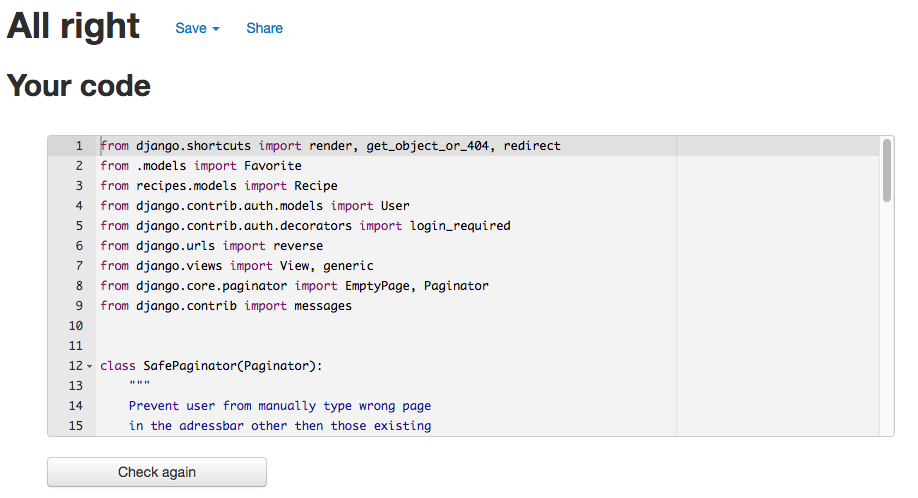 All right Save Share
Your code
1 from django.shortcuts import render, get_object_or_404, redirect
2 from .models import Favorite
3 from recipes.models import Recipe
4 from django.contrib.auth.models import User
5 from django.contrib.auth.decorators import login_required
6 from django.urls import reverse
7 from django.views import View, generic
8 from django.core.paginator import EmptyPage, Paginator
9 from django.contrib import messages
10
11
12 class SafePaginator(Paginator):
13 """
14 Prevent user from manually type wrong page
15 in the adressbar other then those existing
Check again